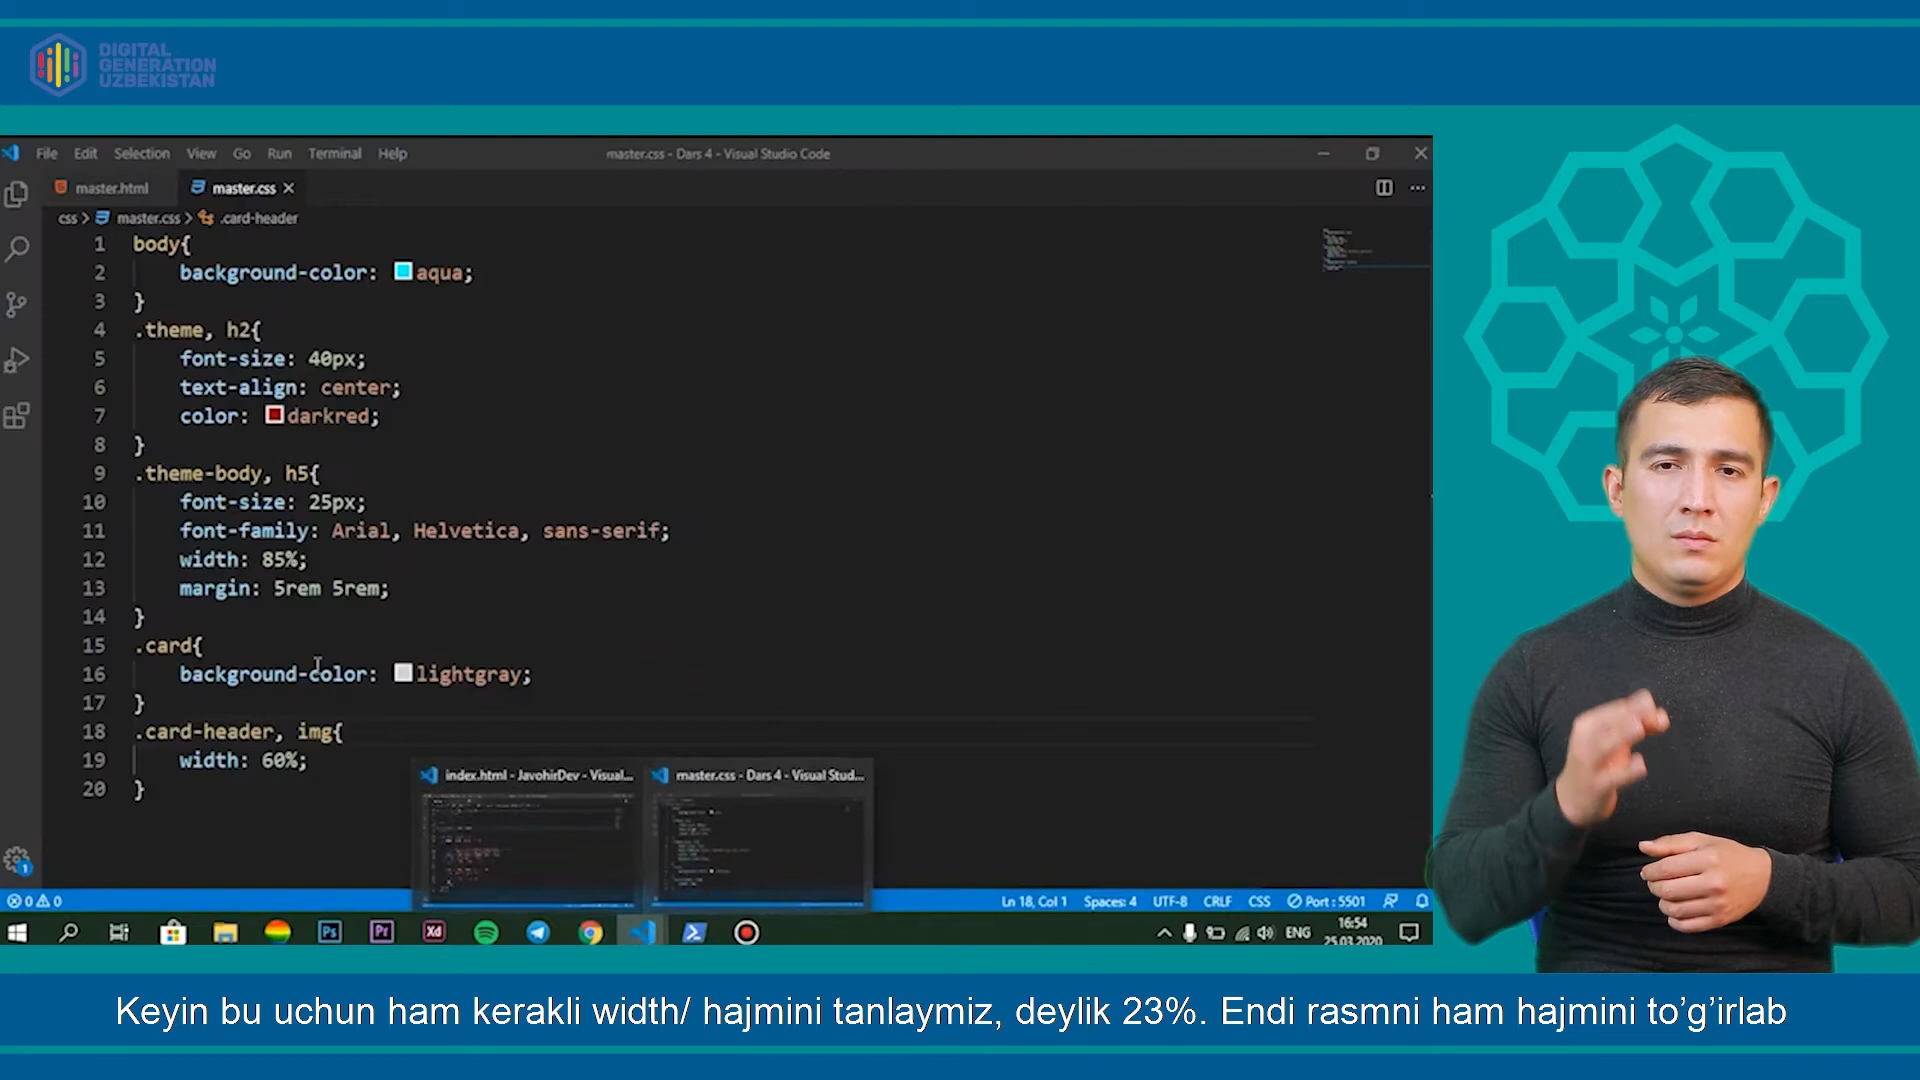 DIGITAL
GENERATION
UZBEKISTAN
File Edit Selection View Go Run Terminal Help
master.css - Dars 4 - Visual Studio Code
master.html
master.css
css > master.css > .card-header
1 body{
2 background-color: aqua;
3 }
4 .theme, h2{
5 font-size: 40px;
6 text-align: center;
7 color: darkred;
8 }
9 .theme-body, h5{
10 font-size: 25px;
11 font-family: Arial, Helvetica, sans-serif;
12 width: 85%;
13 margin: 5rem 5rem;
14 }
15 .card{
16 background-color: lightgray;
17 }
18 .card-header, img{
19 width: 60%;
20 }
index.html - JavohirDev - Visual...
master.css - Dars 4 - Visual Stud...
1
0 0
Ln 18, Col 1 Spaces: 4 UTF-8 CRLF CSS Port : 5501
Ps Pr Xd
ENG
16:54
25.03.2020
Keyin bu uchun ham kerakli width/ hajmini tanlaymiz, deylik 23%. Endi rasmni ham hajmini to’g’irlab